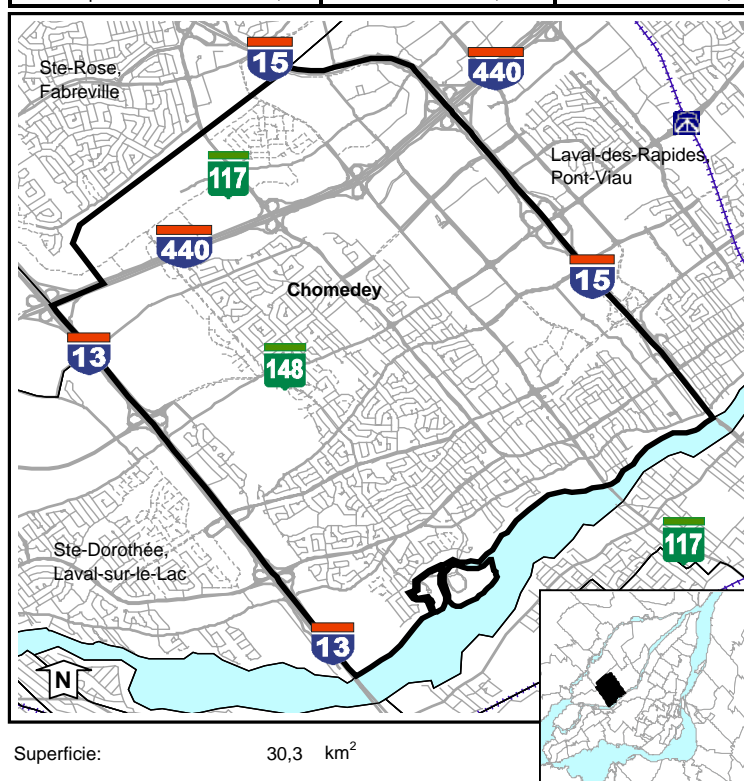 15
440
Ste-Rose,
Fabreville
117
Laval-des-Rapides,
Pont-Viau
440
15
Chomedey
13
148
Ste-Dorothée,
Laval-sur-le-Lac
117
13
N
Superficie: 30,3 km²